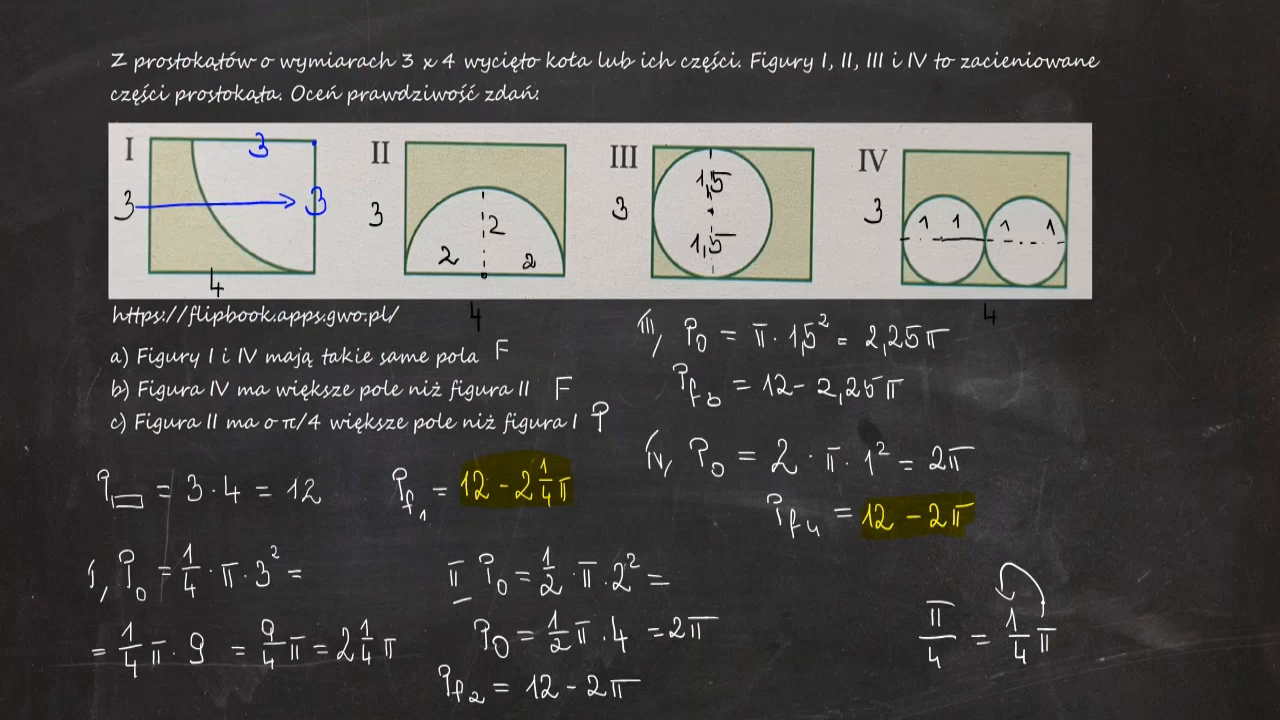 Z prostokątów o wymiarach 3 x 4 wycięto koła lub ich części. Figury I, II, III i IV to zacieniowane
części prostokąta. Oceń prawdziwość zdań:
I 3 3 3 4
II 3 2 2 2 4
III 3 1,5 1,5
IV 3 1 1 1 1 4
https://flipbook.apps.gwo.pl/
a) Figury I i IV mają takie same pola F
b) Figura IV ma większe pole niż figura II F
c) Figura II ma o π/4 większe pole niż figura I P
III, P₀ = π · 1,5² = 2,25π
P_f_b = 12 - 2,25π
IV, P₀ = 2 · π · 1² = 2π
P_f4 = 12 - 2π
P▭ = 3 · 4 = 12
P_f1 = 12 - 2 1/4 π
I, P₀ = 1/4 · π · 3² =
= 1/4 π · 9 = 9/4 π = 2 1/4 π
II P₀ = 1/2 · π · 2² =
P₀ = 1/2 π · 4 = 2π
P_f2 = 12 - 2π
π/4 = 1/4 π